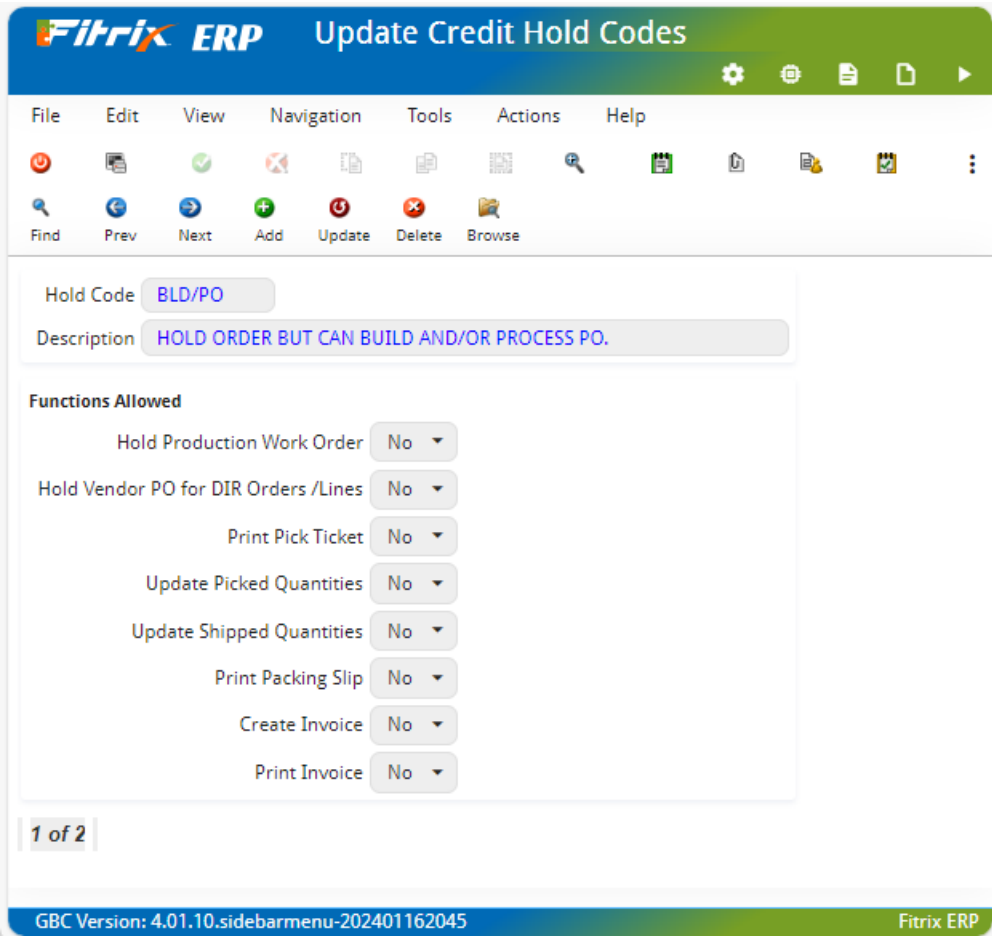 Fitrix ERP Update Credit Hold Codes
File Edit View Navigation Tools Actions Help
Find Prev Next Add Update Delete Browse
Hold Code BLD/PO
Description HOLD ORDER BUT CAN BUILD AND/OR PROCESS PO.
Functions Allowed
Hold Production Work Order No
Hold Vendor PO for DIR Orders /Lines No
Print Pick Ticket No
Update Picked Quantities No
Update Shipped Quantities No
Print Packing Slip No
Create Invoice No
Print Invoice No
1 of 2
GBC Version: 4.01.10.sidebarmenu-202401162045 Fitrix ERP